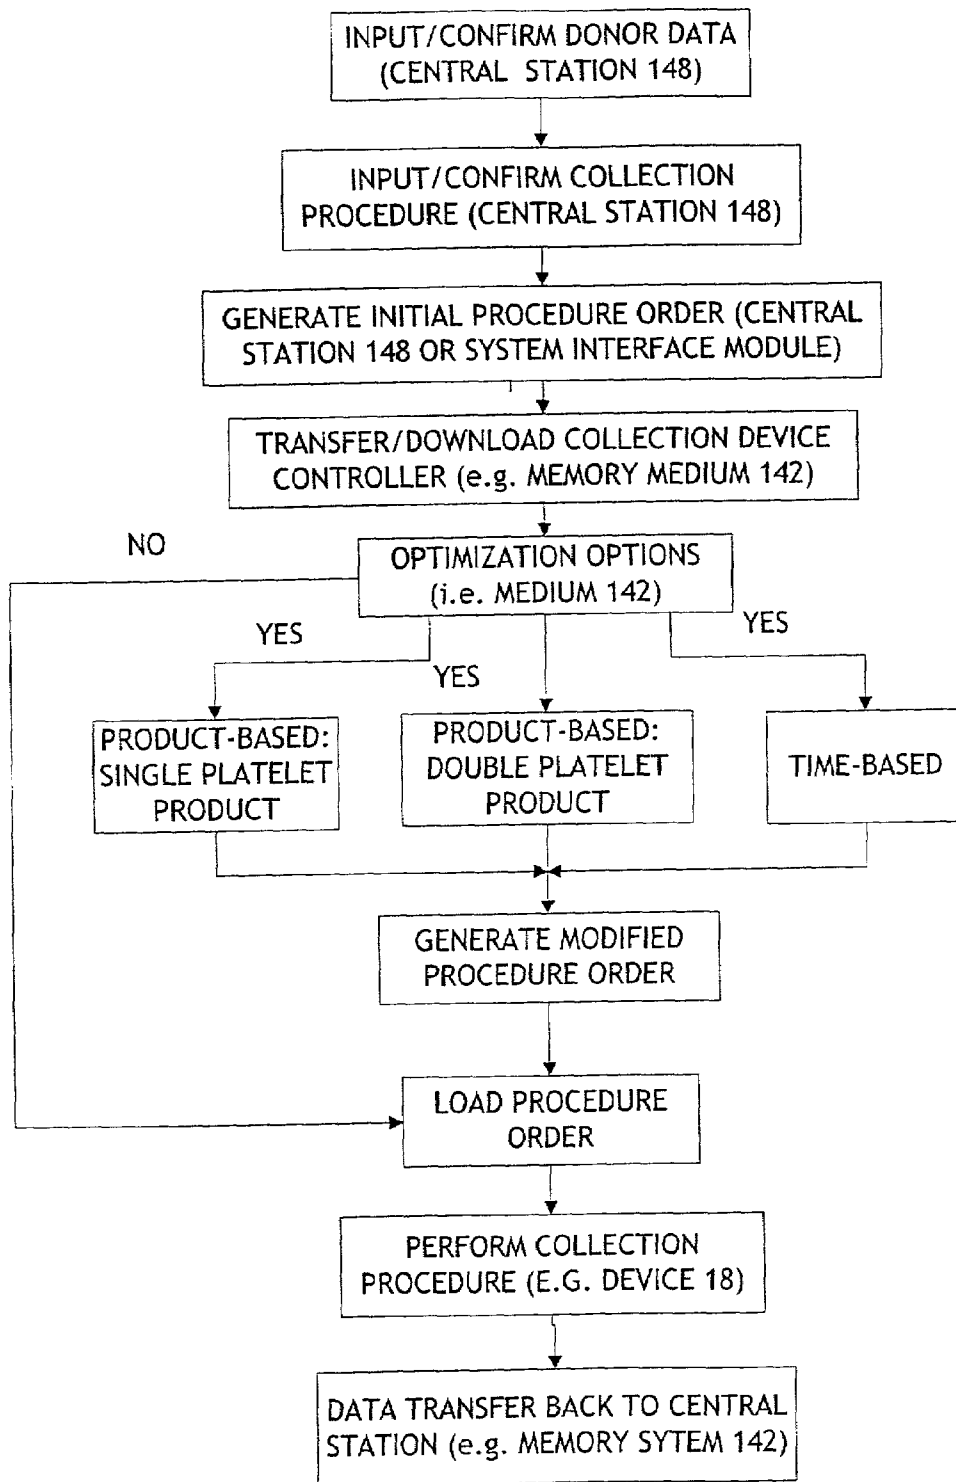 INPUT/CONFIRM DONOR DATA
(CENTRAL STATION 148)
INPUT/CONFIRM COLLECTION
PROCEDURE (CENTRAL STATION 148)
GENERATE INITIAL PROCEDURE ORDER (CENTRAL
STATION 148 OR SYSTEM INTERFACE MODULE)
TRANSFER/DOWNLOAD COLLECTION DEVICE
CONTROLLER (e.g. MEMORY MEDIUM 142)
NO
OPTIMIZATION OPTIONS
(i.e. MEDIUM 142)
YES
YES
YES
PRODUCT-BASED:
SINGLE PLATELET
PRODUCT
PRODUCT-BASED:
DOUBLE PLATELET
PRODUCT
TIME-BASED
GENERATE MODIFIED
PROCEDURE ORDER
LOAD PROCEDURE
ORDER
PERFORM COLLECTION
PROCEDURE (E.G. DEVICE 18)
DATA TRANSFER BACK TO CENTRAL
STATION (e.g. MEMORY SYTEM 142)